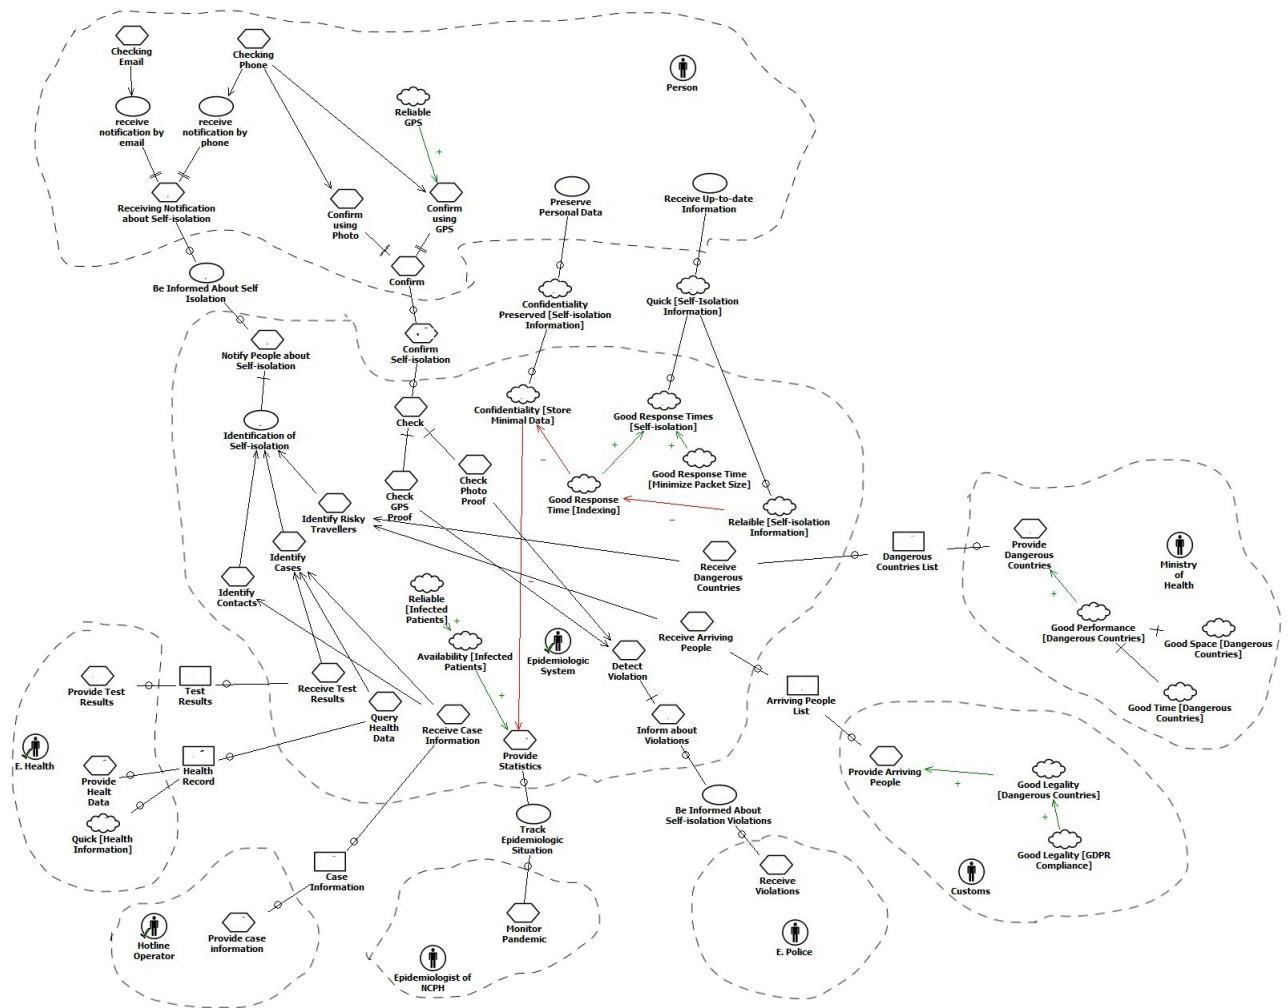 Checking
Email
Checking
Phone
Person
Reliable
GPS
receive
notification by
email
receive
notification by
phone
Receiving Notification
about Self-isolation
Confirm
using
Photo
Confirm
using
GPS
Preserve
Personal Data
Receive Up-to-date
Information
Confirm
Be Informed About Self
Isolation
Confidentiality
Preserved [Self-isolation
Information]
Quick [Self-Isolation
Information]
Notify People about
Self-isolation
Confirm
Self-isolation
Confidentiality [Store
Minimal Data]
Good Response Times
[Self-isolation]
Check
Identification of
Self-isolation
Check
GPS
Proof
Check
Photo
Proof
Good Response
Time [Indexing]
Good Response Time
[Minimize Packet Size]
Relaible [Self-isolation
Information]
Identify Risky
Travellers
Identify
Cases
Identify
Contacts
Receive
Dangerous
Countries
Dangerous
Countries List
Provide
Dangerous
Countries
Ministry
of
Health
Reliable
[Infected
Patients]
Availability [Infected
Patients]
Epidemiologic
System
Detect
Violation
Receive Arriving
People
Good Performance
[Dangerous Countries]
Good Space [Dangerous
Countries]
Good Time [Dangerous
Countries]
Provide Test
Results
Test
Results
Receive Test
Results
Query
Health
Data
Receive Case
Information
Provide
Statistics
Inform about
Violations
Arriving People
List
Provide Arriving
People
Good Legality
[Dangerous Countries]
Good Legality [GDPR
Compliance]
Customs
E. Health
Provide
Healt
Data
Health
Record
Quick [Health
Information]
Be Informed About
Self-isolation Violations
Track
Epidemiologic
Situation
Case
Information
Receive
Violations
E. Police
Hotline
Operator
Provide case
information
Monitor
Pandemic
Epidemiologist of
NCPH